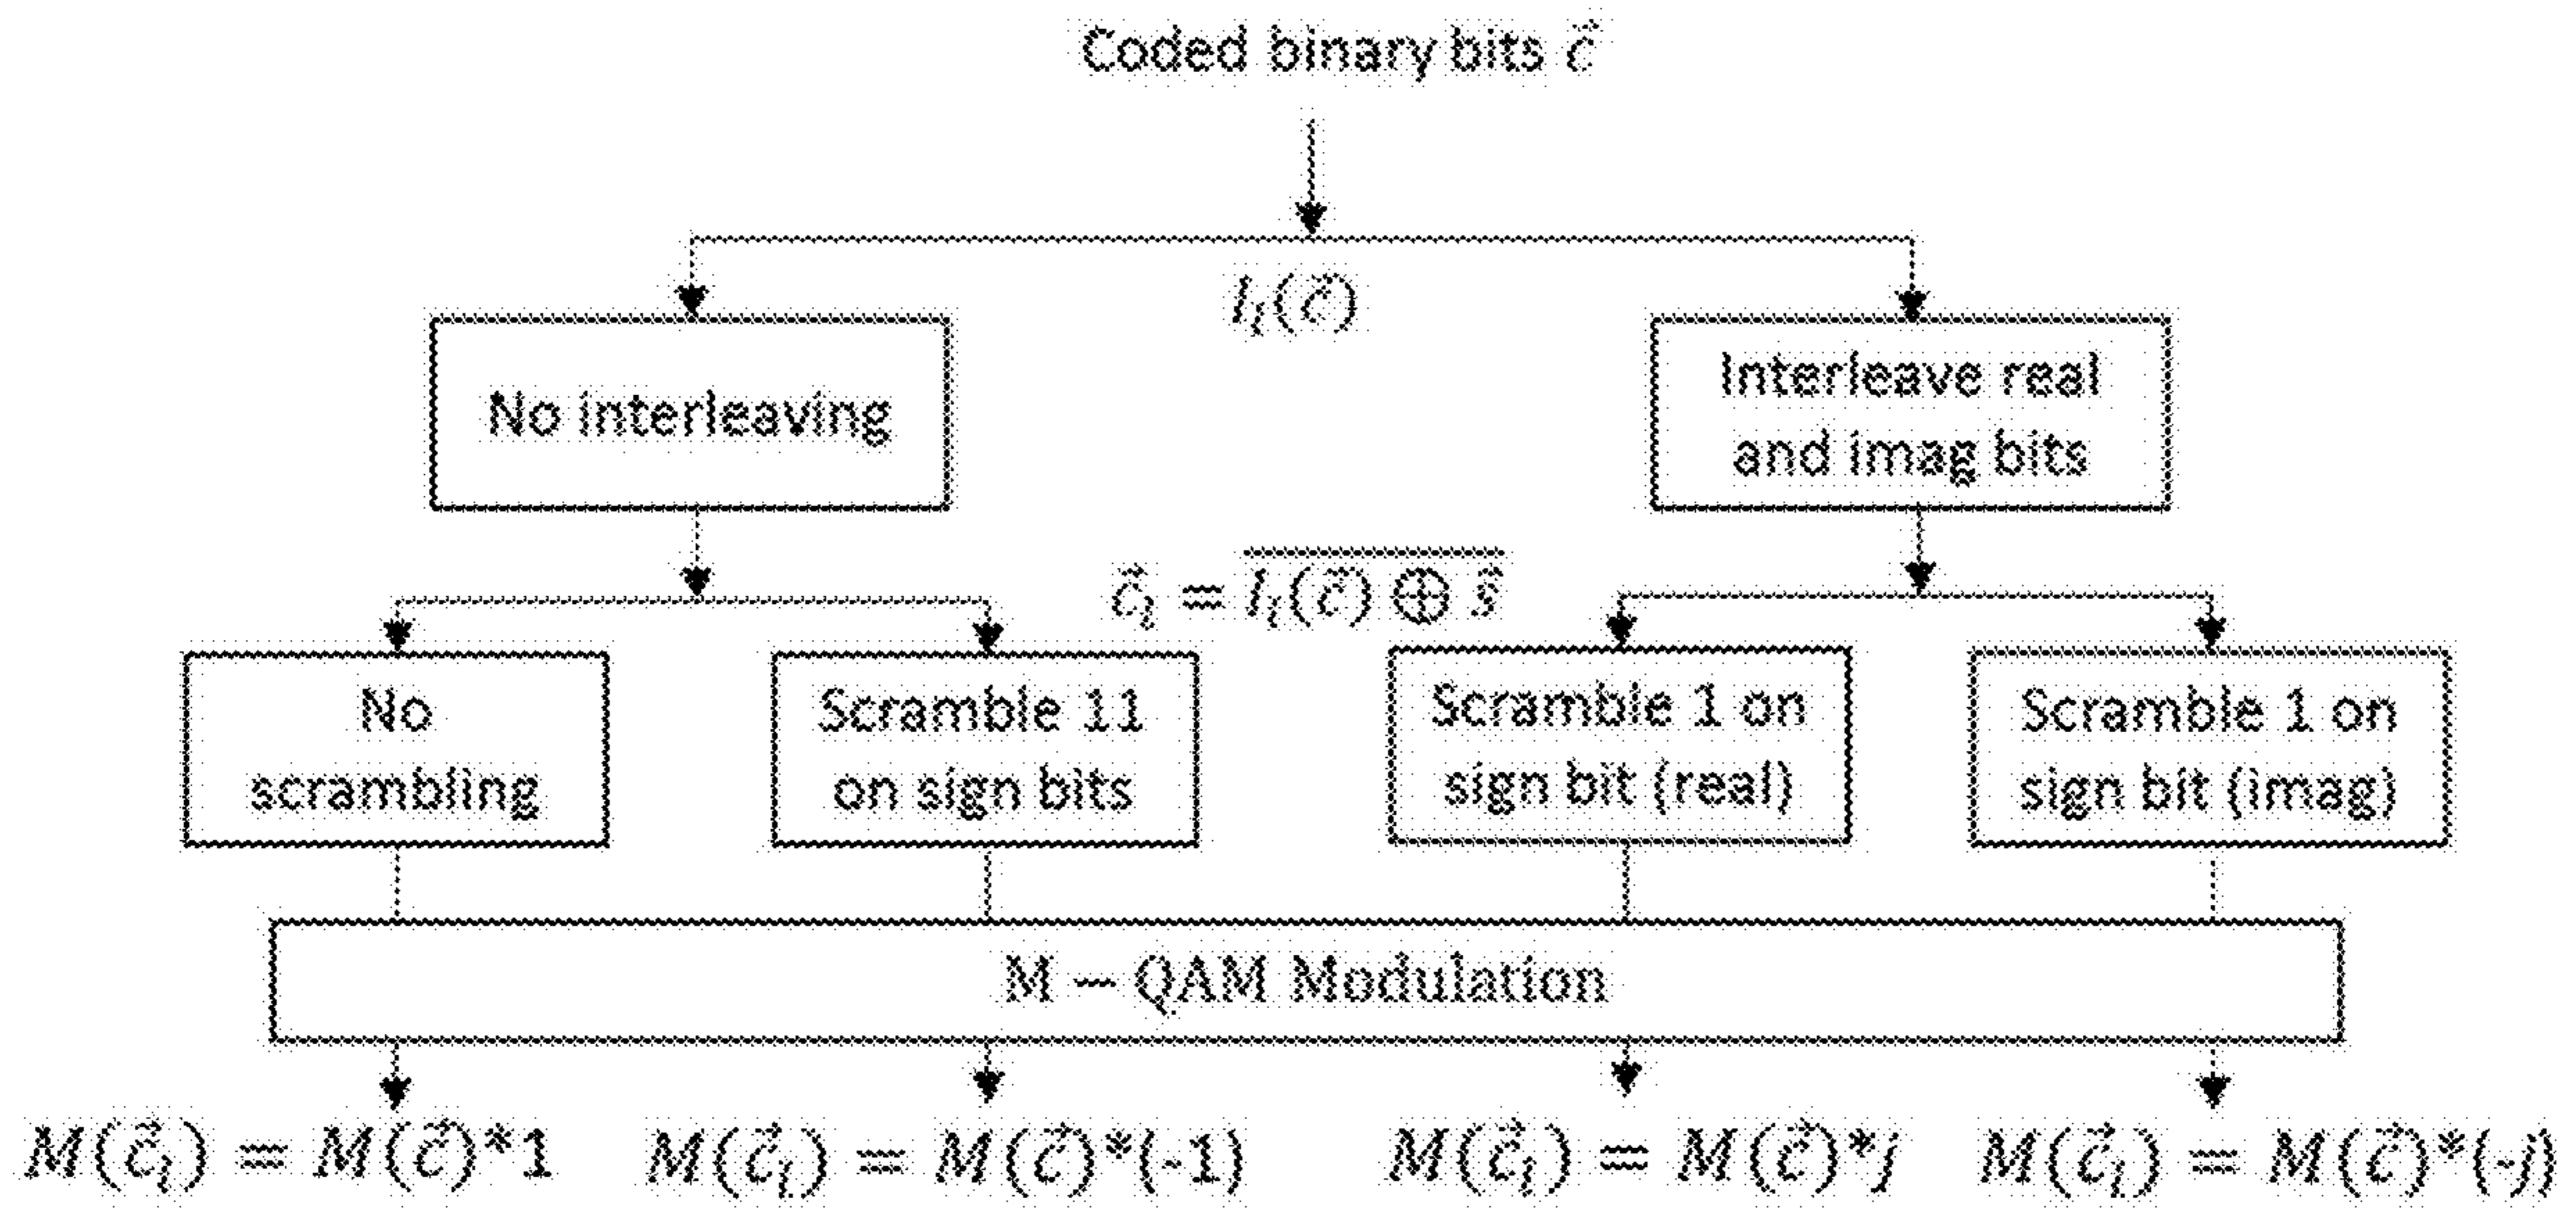 Coded binary bits c⃗
I_i(c⃗)
No interleaving
Interleave real
and imag bits
c⃗_i = \overline{I_i(c⃗) ⊕ s⃗}
No
scrambling
Scramble 11
on sign bits
Scramble 1 on
sign bit (real)
Scramble 1 on
sign bit (imag)
M – QAM Modulation
M(c⃗_i) = M(c⃗)*1
M(c⃗_i) = M(c⃗)*(-1)
M(c⃗_i) = M(c⃗)*j
M(c⃗_i) = M(c⃗)*(-j)